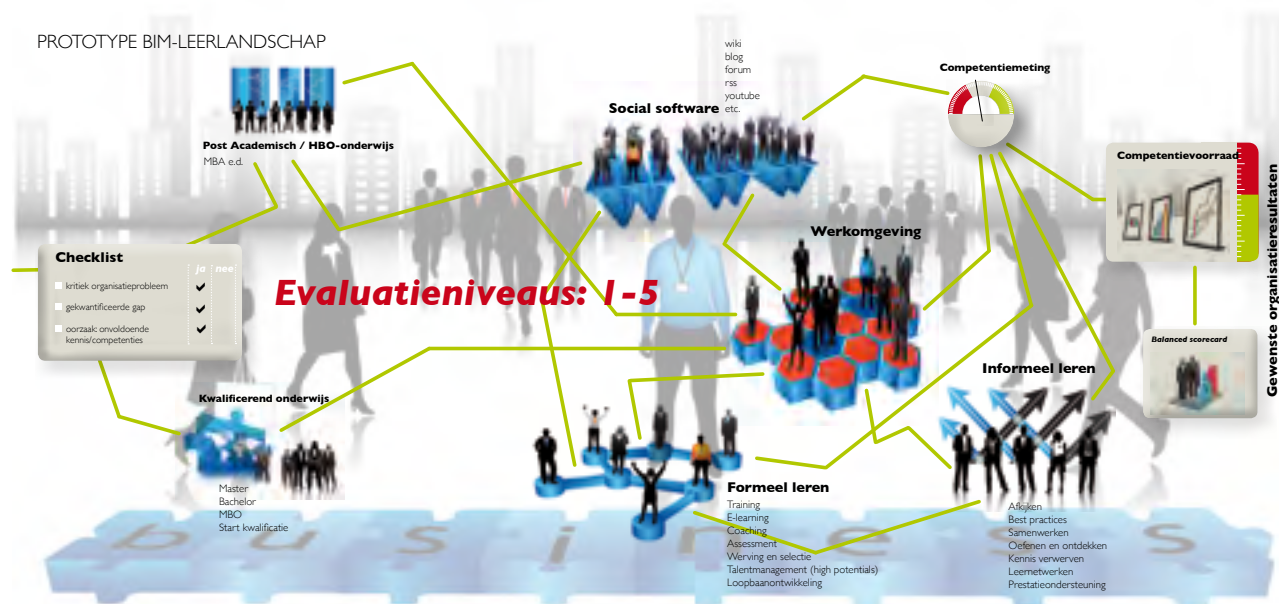 PROTOTYPE BIM-LEERLANDSCHAP
wiki
blog
forum
rss
youtube
etc.
Social software
Competentiemeting
Post Academisch / HBO-onderwijs
MBA e.d.
Competentievoorraad
Gewenste organisatieresultaten
Werkomgeving
Checklist
ja nee
kritiek organisatieprobleem
gekwantificeerde gap
oorzaak: onvoldoende
kennis/competenties
Evaluatieniveaus: 1-5
Balanced scorecard
Informeel leren
Kwalificerend onderwijs
Master
Bachelor
MBO
Start kwalificatie
Formeel leren
Training
E-learning
Coaching
Assessment
Werving en selectie
Talentmanagement (high potentials)
Loopbaanontwikkeling
Afkijken
Best practices
Samenwerken
Oefenen en ontdekken
Kennis verwerven
Leernetwerken
Prestatieondersteuning
business